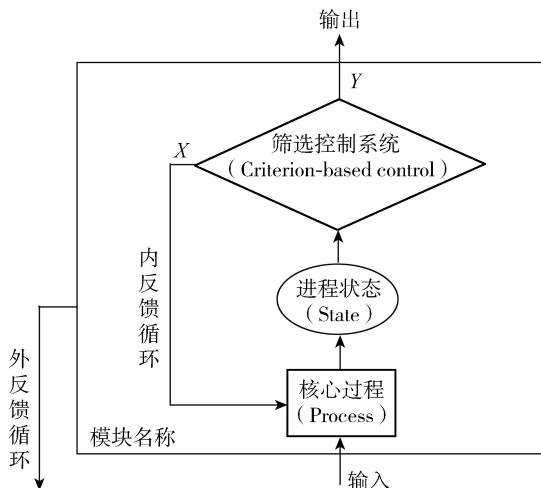 输出
Y
X
筛选控制系统
（Criterion-based control）
内反馈循环
进程状态
（State）
外反馈循环
核心过程
（Process）
模块名称
输入